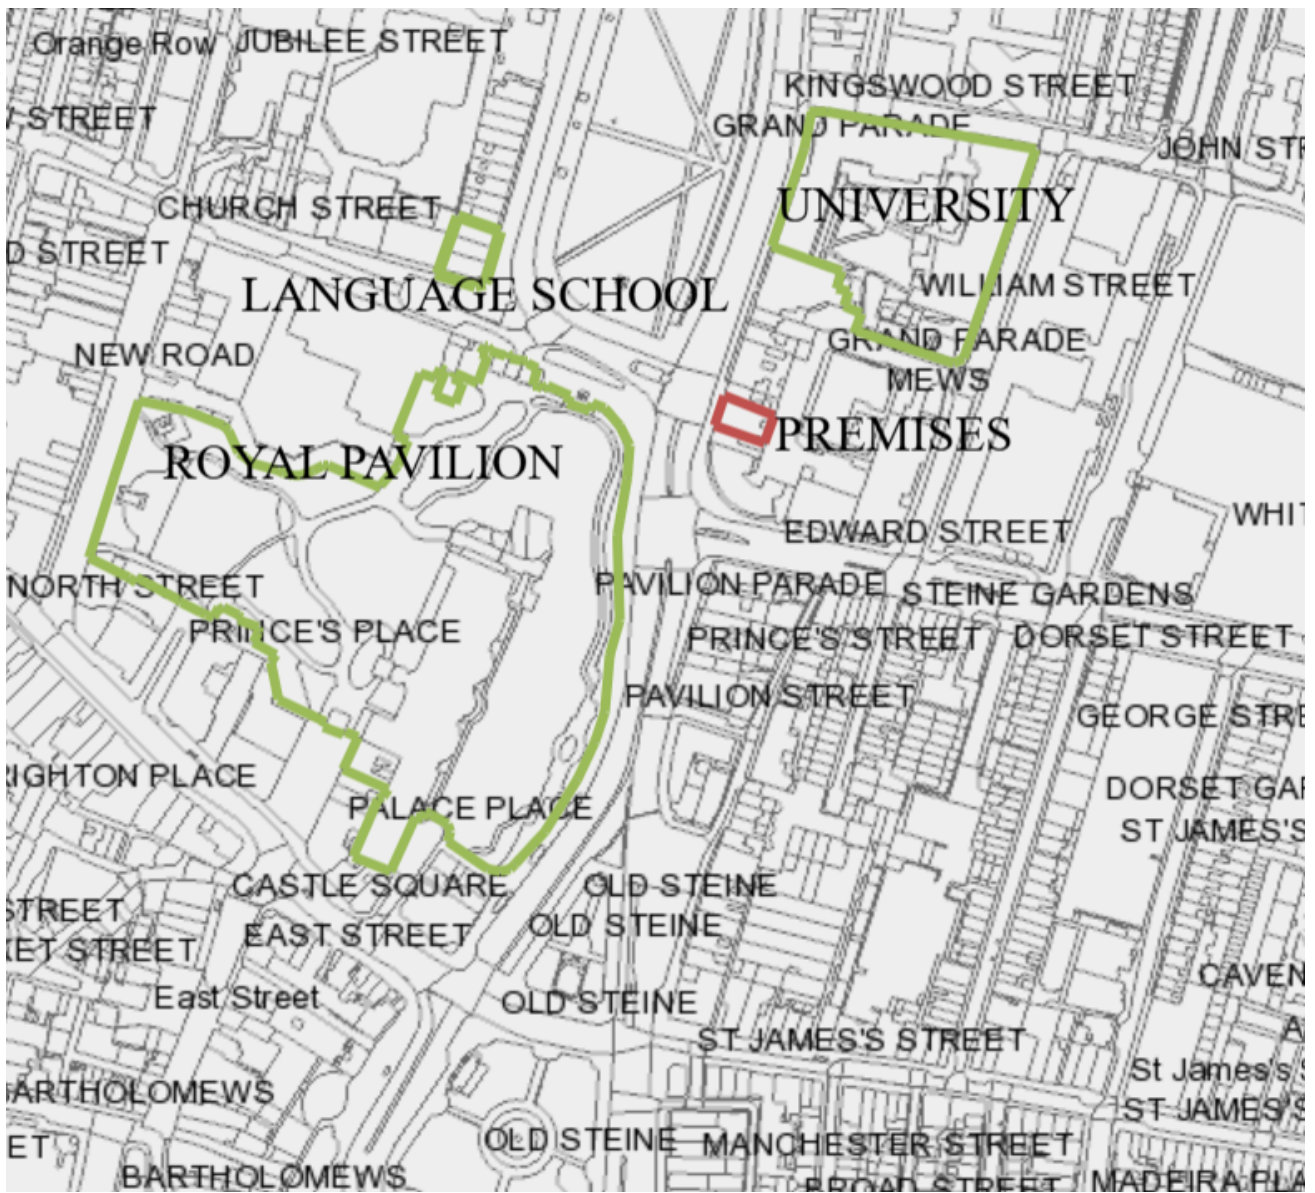 Orange Row
JUBILEE STREET
KINGSWOOD STREET
STREET
GRAND PARADE
JOHN STR
CHURCH STREET
UNIVERSITY
D STREET
WILLIAM STREET
LANGUAGE SCHOOL
GRAND PARADE
NEW ROAD
MEWS
PREMISES
ROYAL PAVILION
WHIT
EDWARD STREET
NORTH STREET
PAVILION PARADE
STEINE GARDENS
PRINCE'S PLACE
PRINCE'S STREET
DORSET STREET
PAVILION STREET
GEORGE STRE
RIGHTON PLACE
DORSET GAR
PALACE PLACE
ST JAMES'S
CASTLE SQUARE
OLD STEINE
STREET
OLD STEINE
EAST STREET
KET STREET
CAVEN
East Street
OLD STEINE
ST JAMES'S STREET
St James's S
ARTHOLOMEWS
ST JAMES'S
ET
OLD STEINE
MANCHESTER STREET
BARTHOLOMEWS
BROAD STREET
MADEIRA PLA